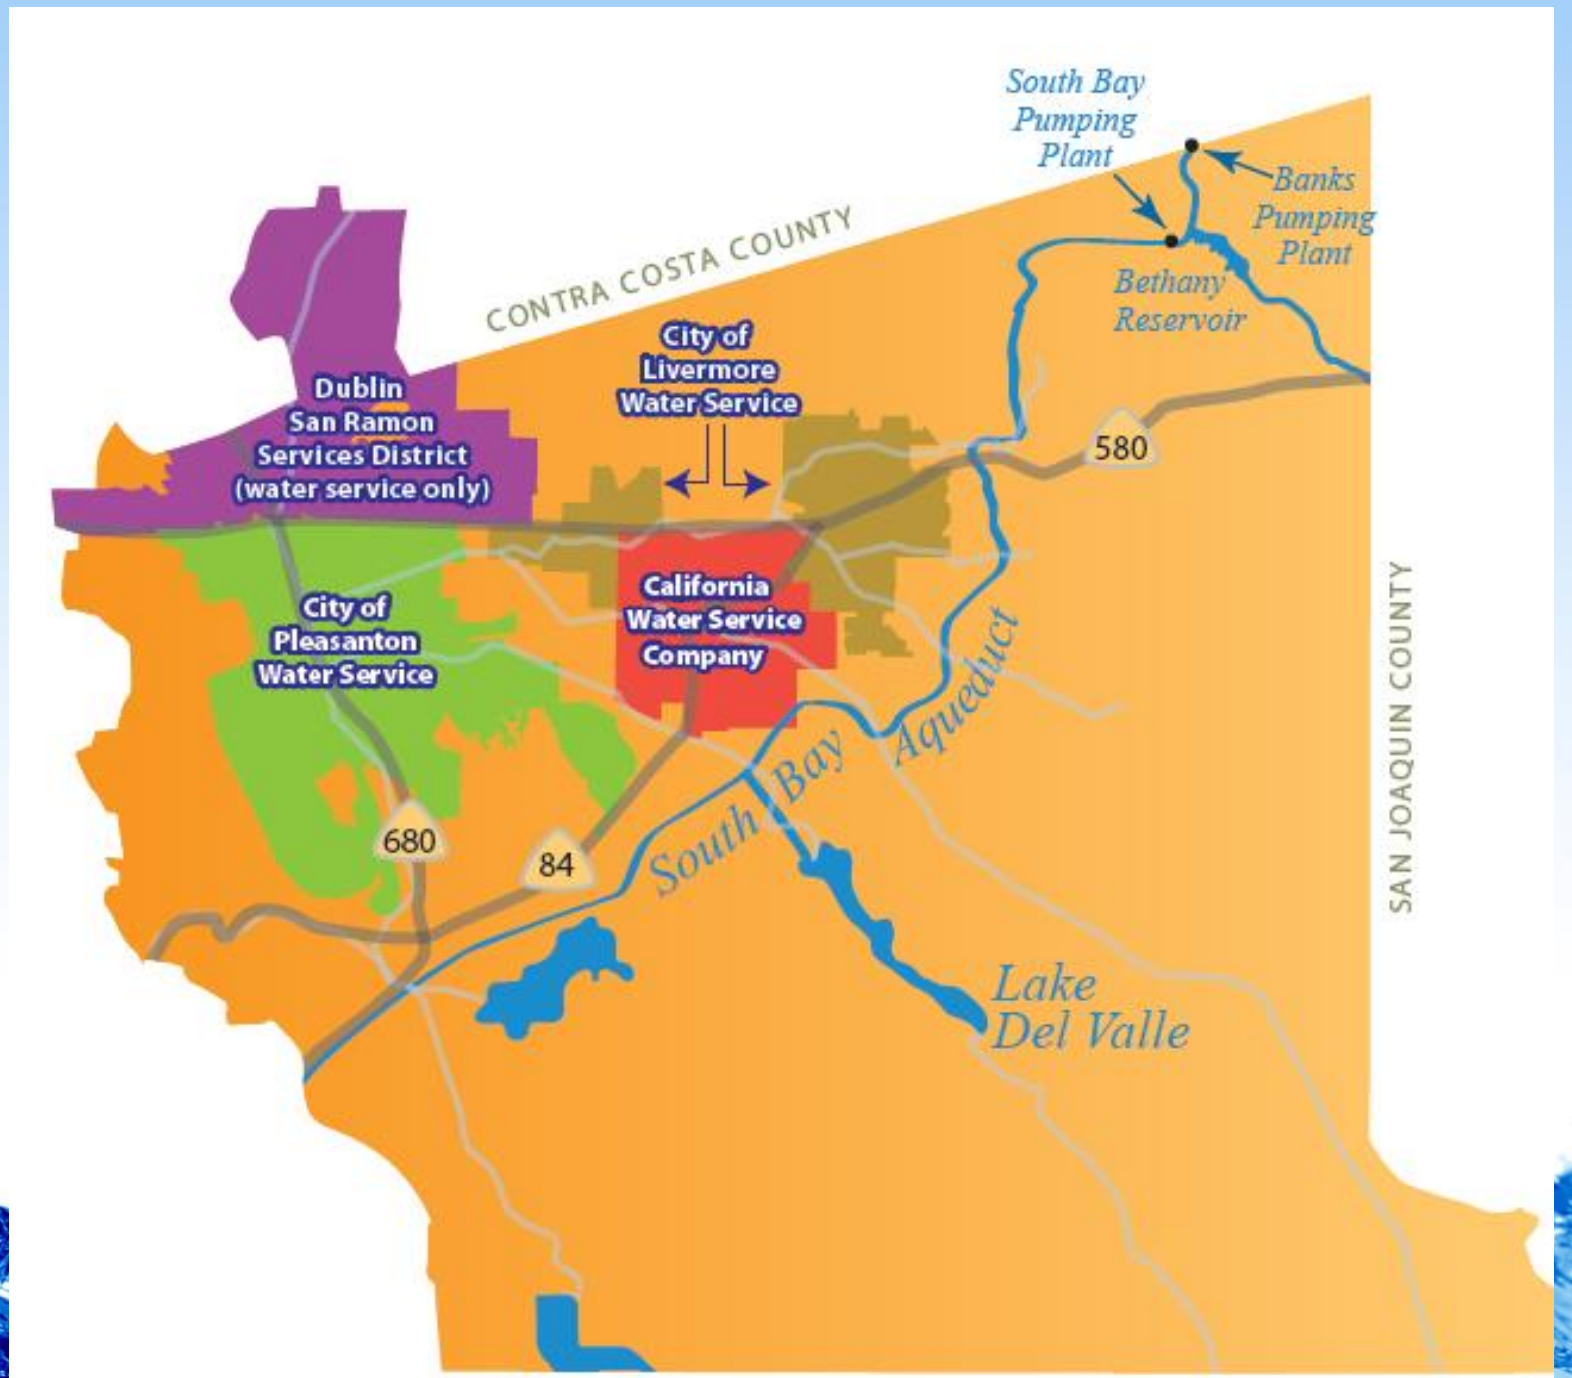 South Bay
Pumping
Plant
Banks
Pumping
Plant
CONTRA COSTA COUNTY
Bethany
Reservoir
City of
Livermore
Water Service
Dublin
San Ramon
Services District
(water service only)
580
California
Water Service
Company
City of
Pleasanton
Water Service
SAN JOAQUIN COUNTY
South Bay Aqueduct
680
84
Lake
Del Valle